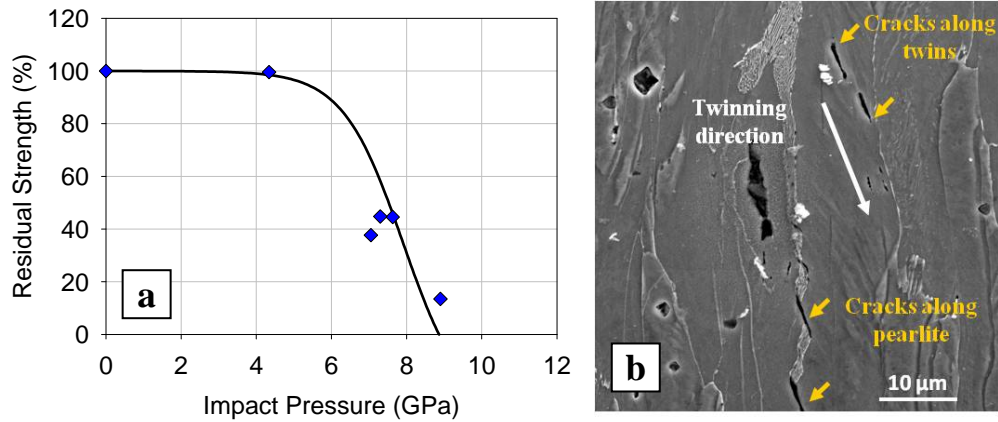 120
100
80
60
40
20
0
Residual Strength (%)
a
0 2 4 6 8 10 12
Impact Pressure (GPa)
Cracks along
twins
Twinning
direction
Cracks along
pearlite
b
10 µm